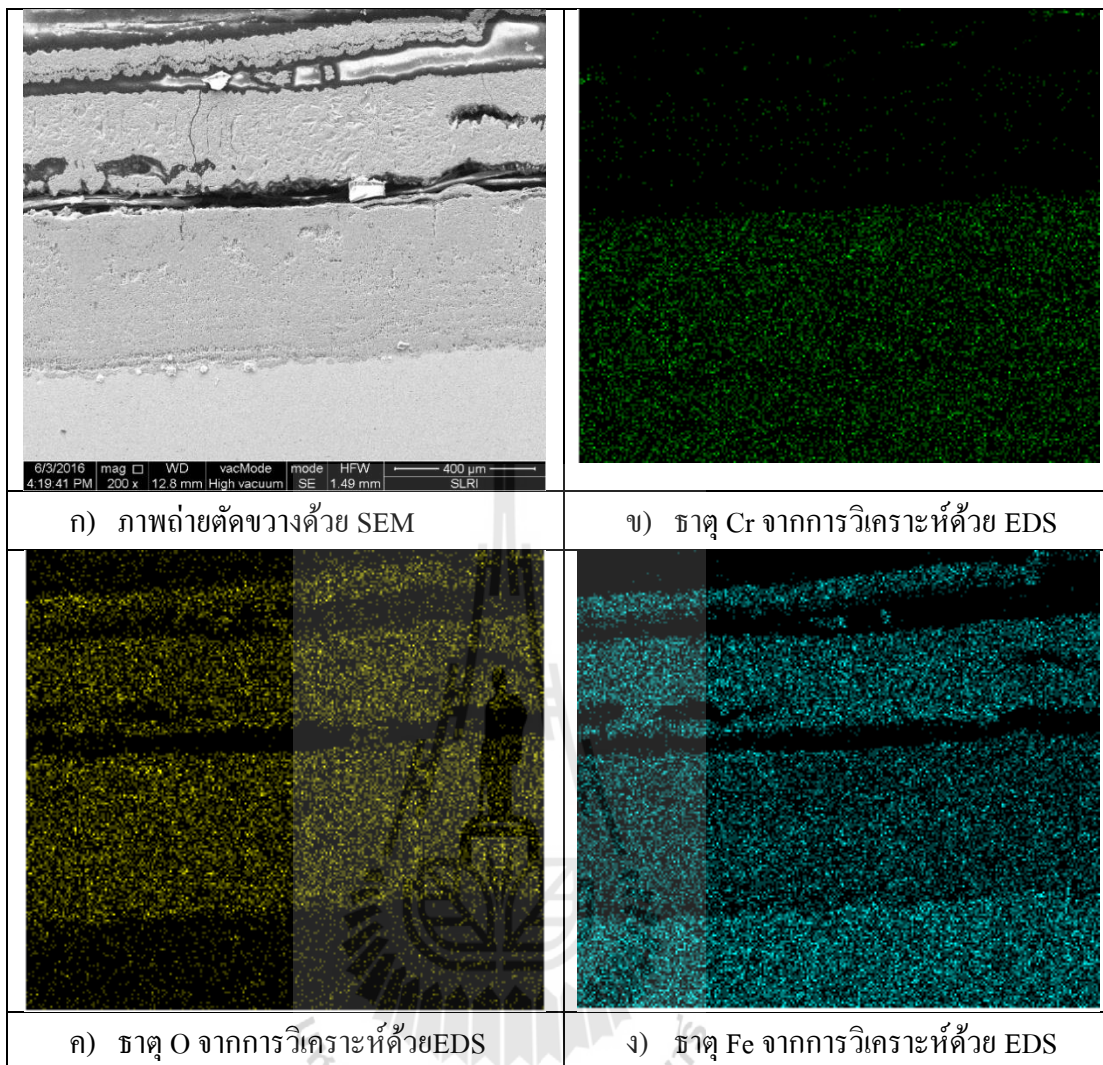 6/3/2016 mag □ WD vacMode mode HFW 400 µm
4:19:41 PM 200 x 12.8 mm High vacuum SE 1.49 mm SLRI
ก) ภาพถ่ายตัดขวางด้วย SEM
ข) ธาตุ Cr จากการวิเคราะห์ด้วย EDS
ค) ธาตุ O จากการวิเคราะห์ด้วยEDS
ง) ธาตุ Fe จากการวิเคราะห์ด้วย EDS